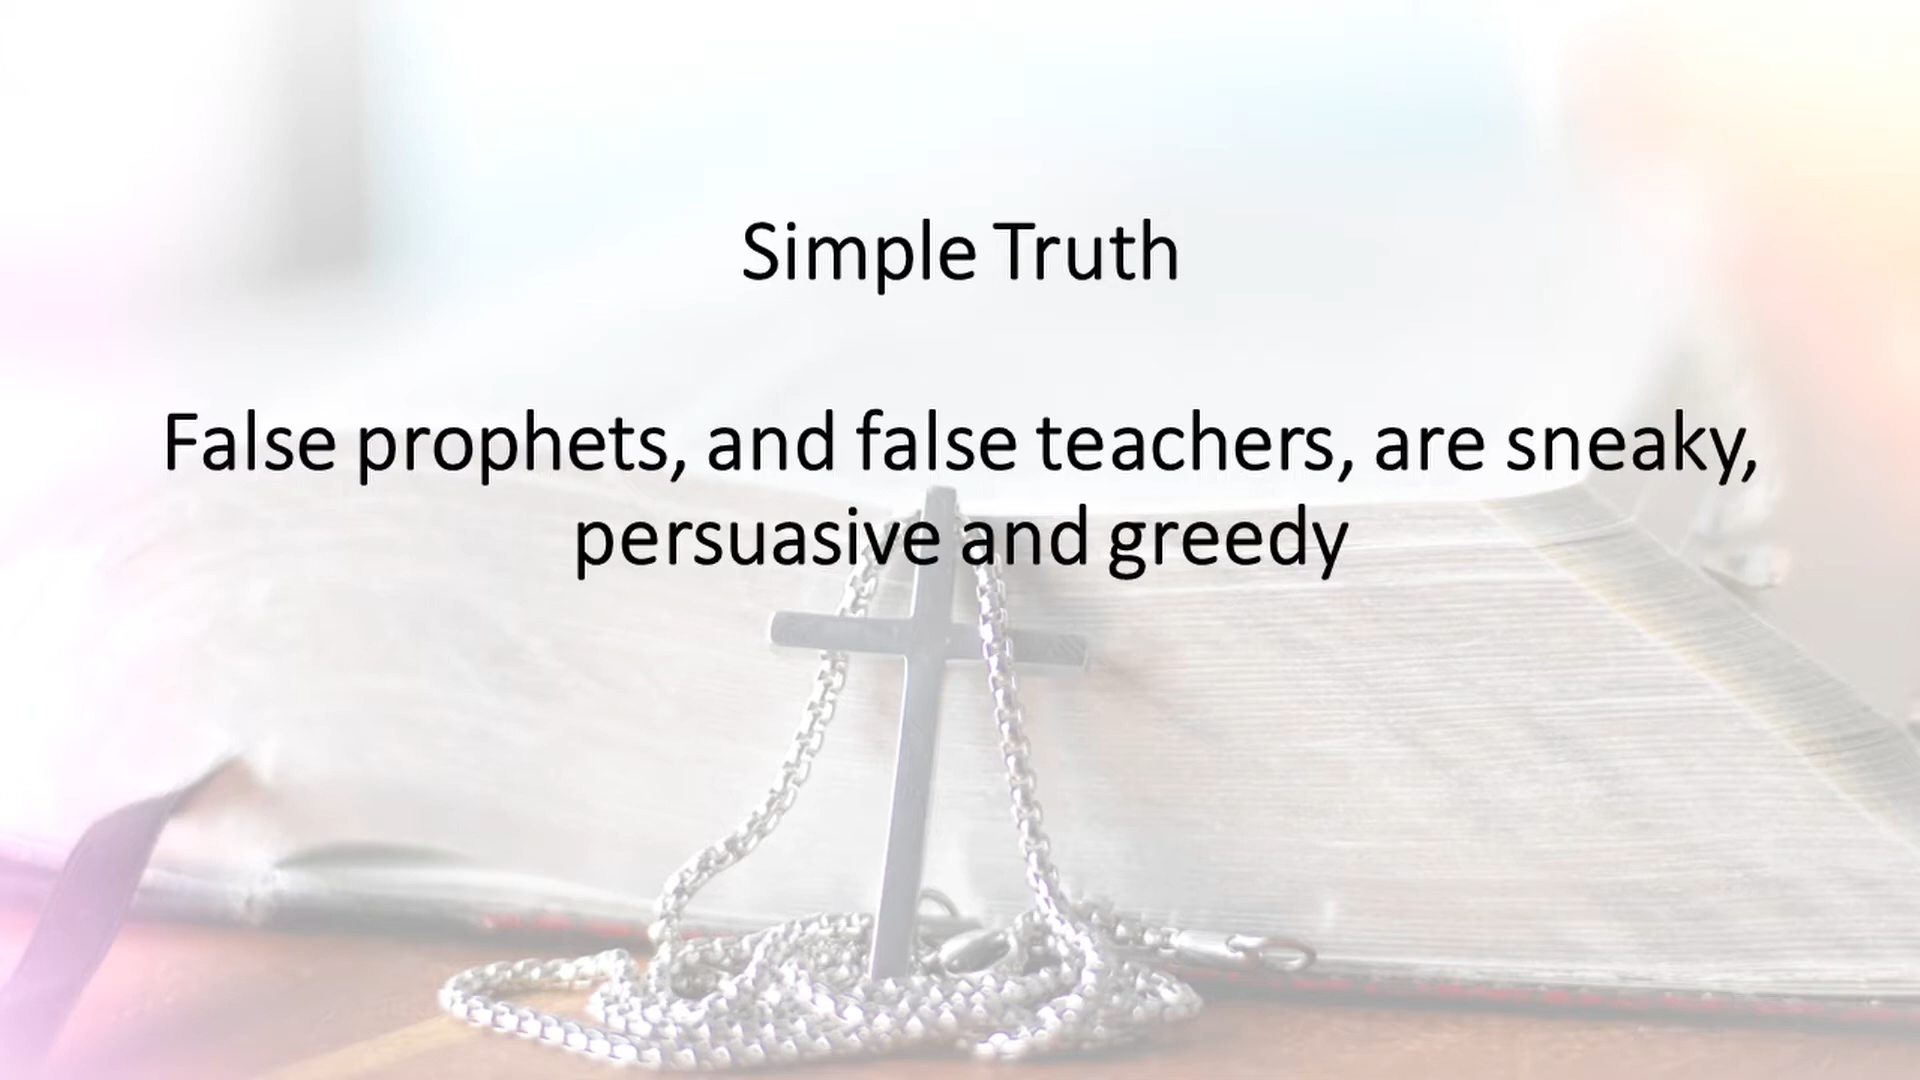 Simple Truth
False prophets, and false teachers, are sneaky,
persuasive and greedy